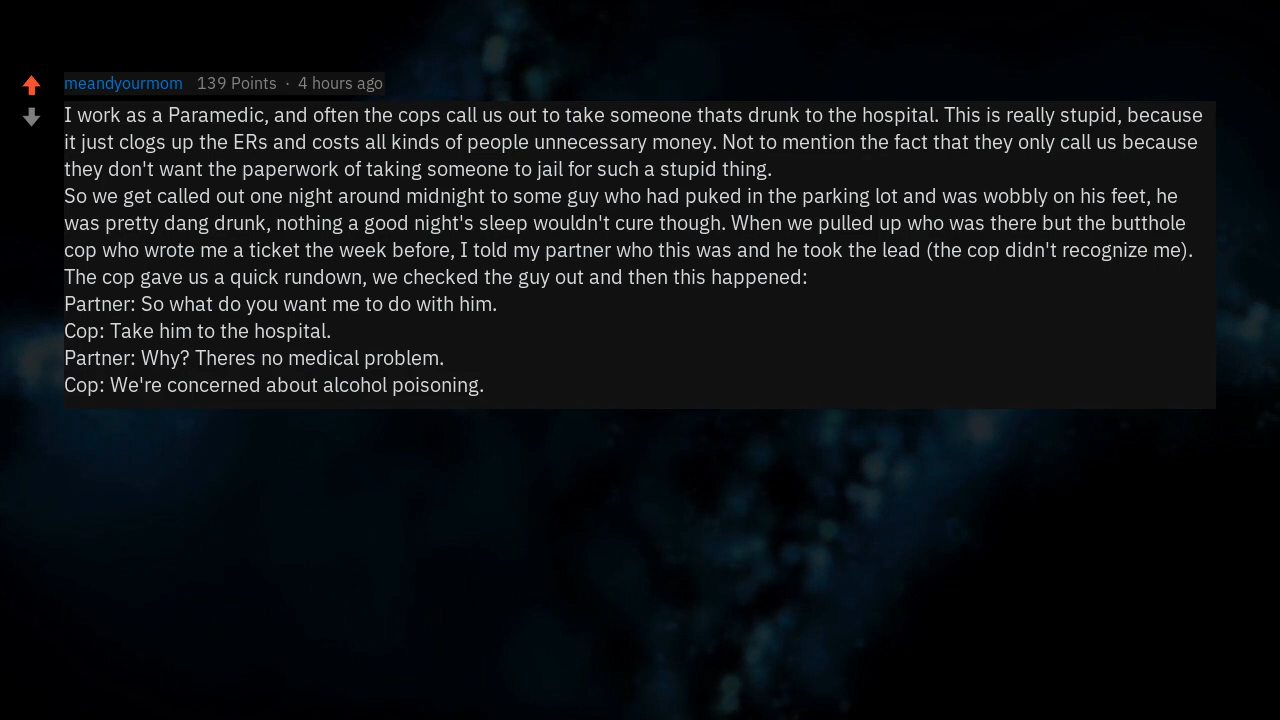 meandyourmom 139 Points · 4 hours ago
I work as a Paramedic, and often the cops call us out to take someone thats drunk to the hospital. This is really stupid, because
it just clogs up the ERs and costs all kinds of people unnecessary money. Not to mention the fact that they only call us because
they don't want the paperwork of taking someone to jail for such a stupid thing.
So we get called out one night around midnight to some guy who had puked in the parking lot and was wobbly on his feet, he
was pretty dang drunk, nothing a good night's sleep wouldn't cure though. When we pulled up who was there but the butthole
cop who wrote me a ticket the week before, I told my partner who this was and he took the lead (the cop didn't recognize me).
The cop gave us a quick rundown, we checked the guy out and then this happened:
Partner: So what do you want me to do with him.
Cop: Take him to the hospital.
Partner: Why? Theres no medical problem.
Cop: We're concerned about alcohol poisoning.